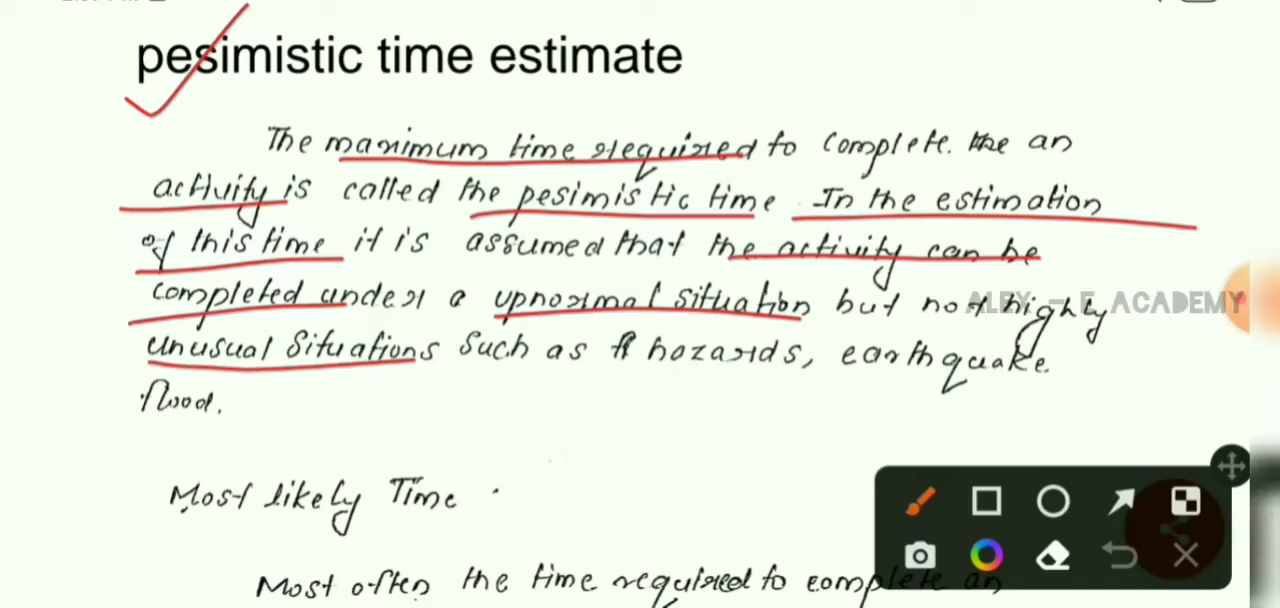 pesimistic time estimate
The maximum time required to complete the an
activity is called the pesimistic time In the estimation
of this time it is assumed that the activity can be
completed under a upnormal situation but not highly
ALEX - E ACADEMY
unusual situations such as hazards, earthquake
flood.
Most likely Time
Most often the time required to complete an